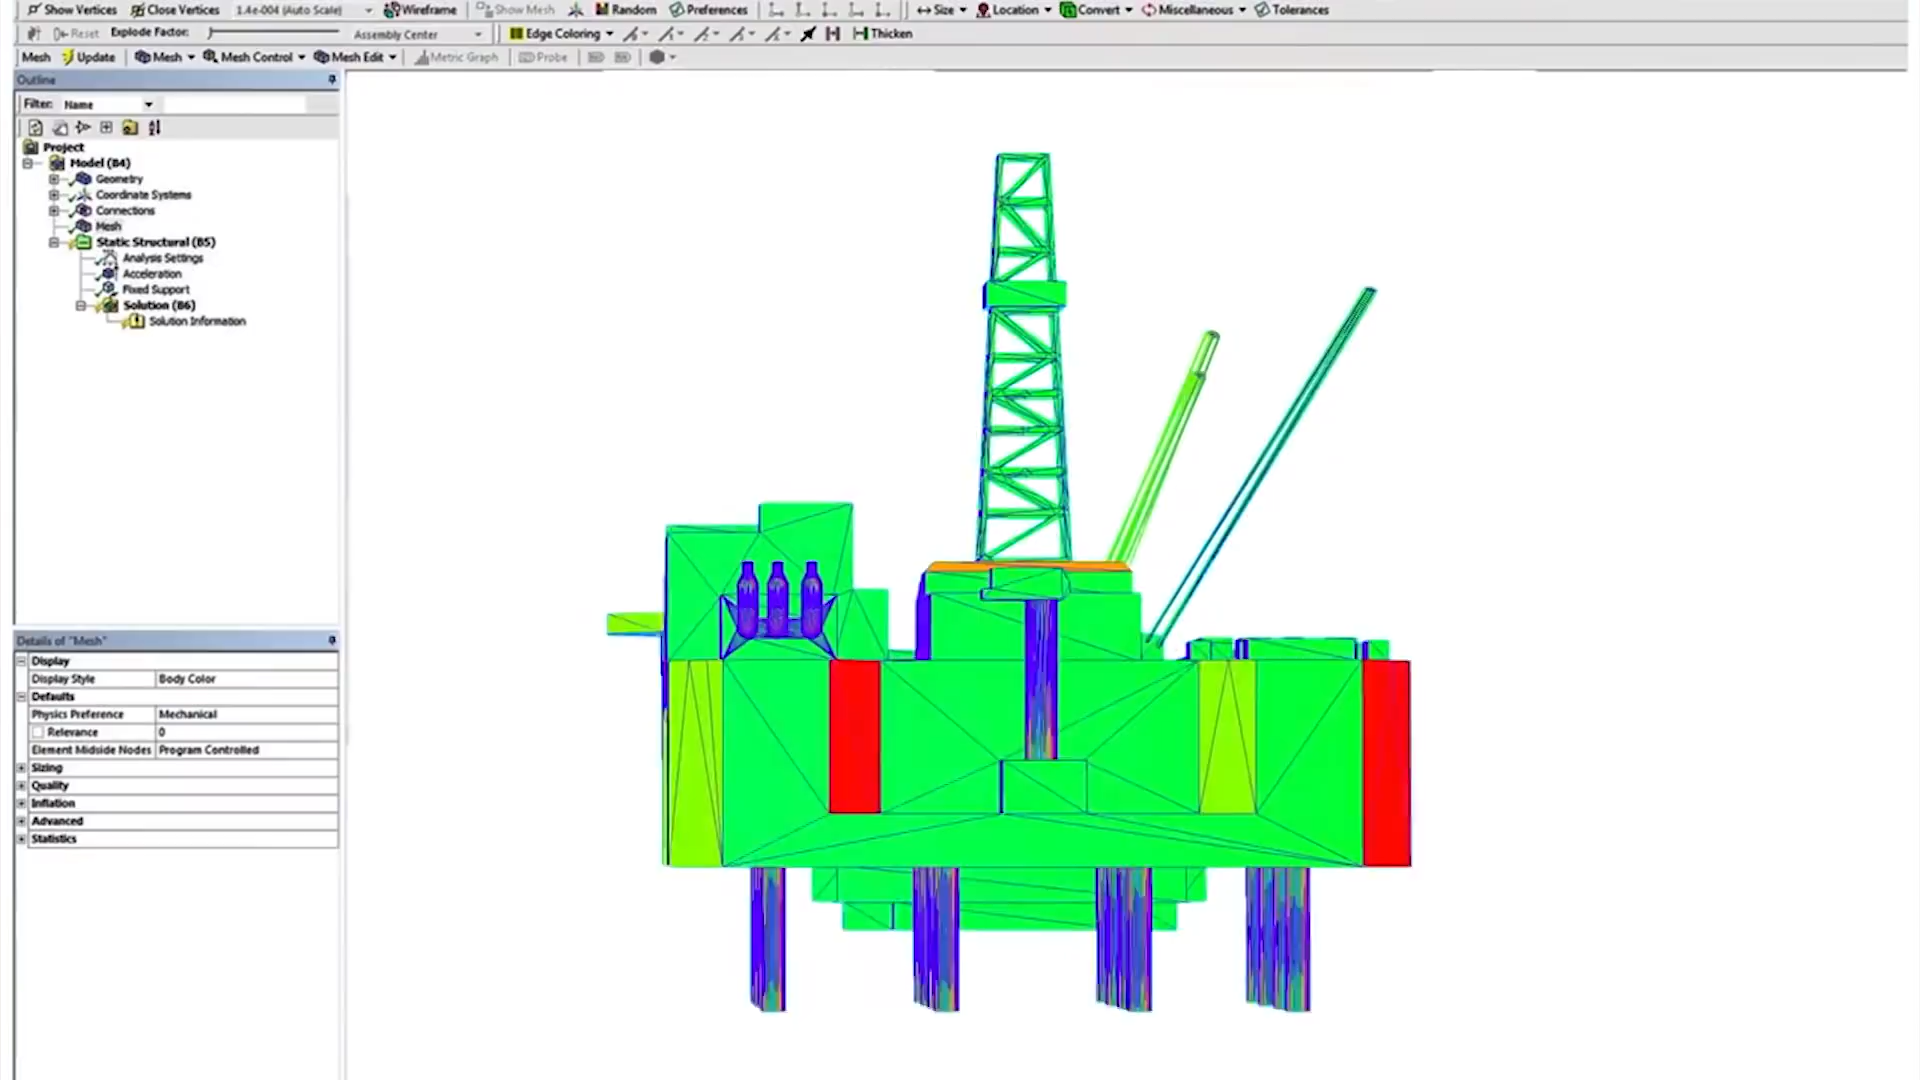 Show Vertices Close Vertices 1.4e-004 (Auto Scale) Wireframe Show Mesh Random Preferences Size Location Convert Miscellaneous Tolerances
Reset Explode Factor: Assembly Center Edge Coloring Thicken
Mesh Update Mesh Mesh Control Mesh Edit Metric Graph Probe
Outline
Filter: Name
Project
Model (B4)
Geometry
Coordinate Systems
Connections
Mesh
Static Structural (B5)
Analysis Settings
Acceleration
Fixed Support
Solution (B6)
Solution Information
Details of "Mesh"
Display
Display Style Body Color
Defaults
Physics Preference Mechanical
Relevance 0
Element Midside Nodes Program Controlled
Sizing
Quality
Inflation
Advanced
Statistics